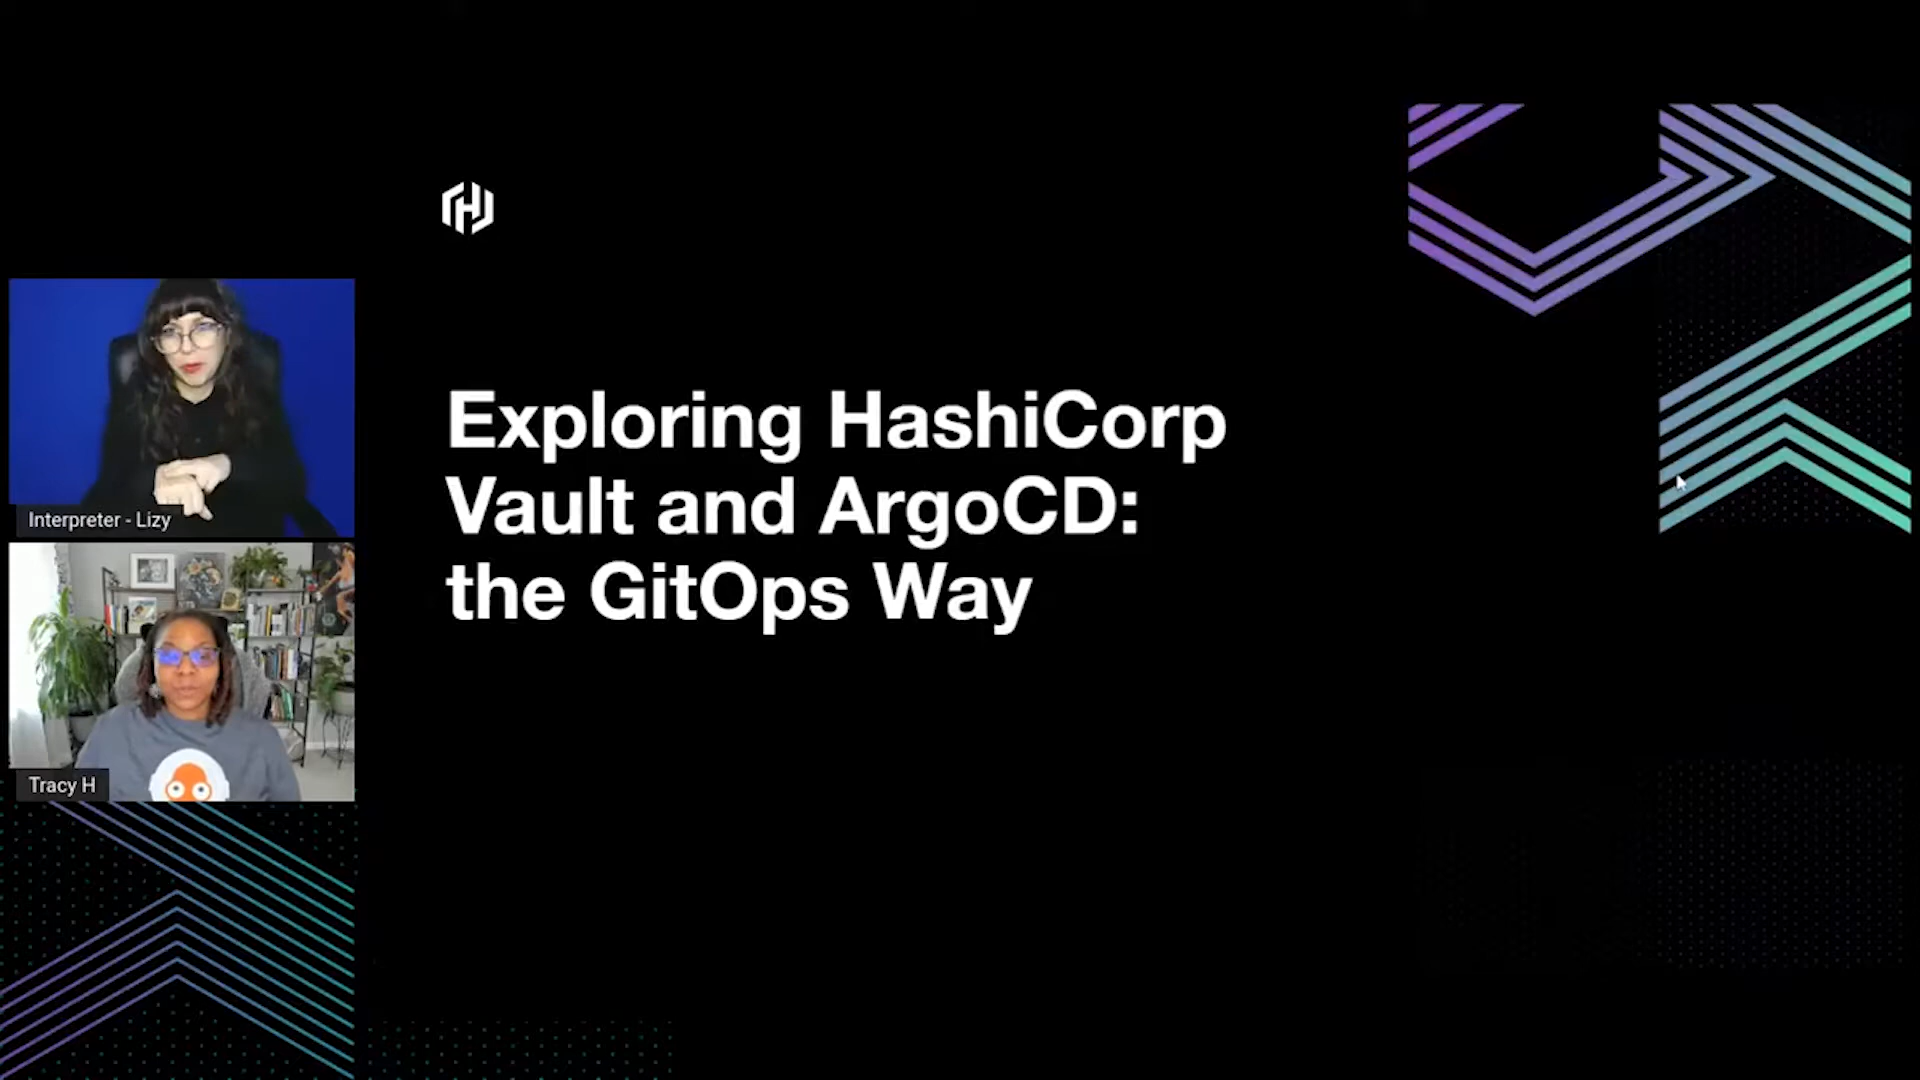 Exploring HashiCorp
Vault and ArgoCD:
the GitOps Way
Interpreter - Lizy
Tracy H